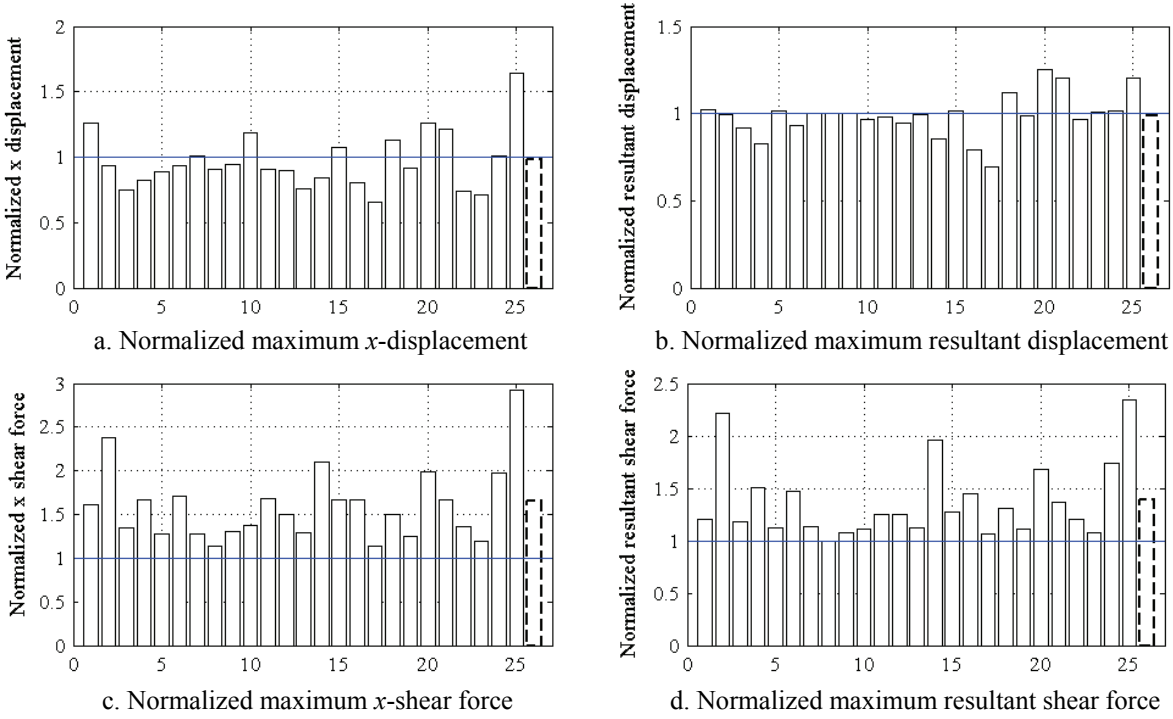 Normalized x displacement
2
1.5
1
0.5
0
0 5 10 15 20 25
a. Normalized maximum x-displacement
Normalized resultant displacement
1.5
1
0.5
0
0 5 10 15 20 25
b. Normalized maximum resultant displacement
Normalized x shear force
3
2.5
2
1.5
1
0.5
0
0 5 10 15 20 25
c. Normalized maximum x-shear force
Normalized resultant shear force
2.5
2
1.5
1
0.5
0
0 5 10 15 20 25
d. Normalized maximum resultant shear force